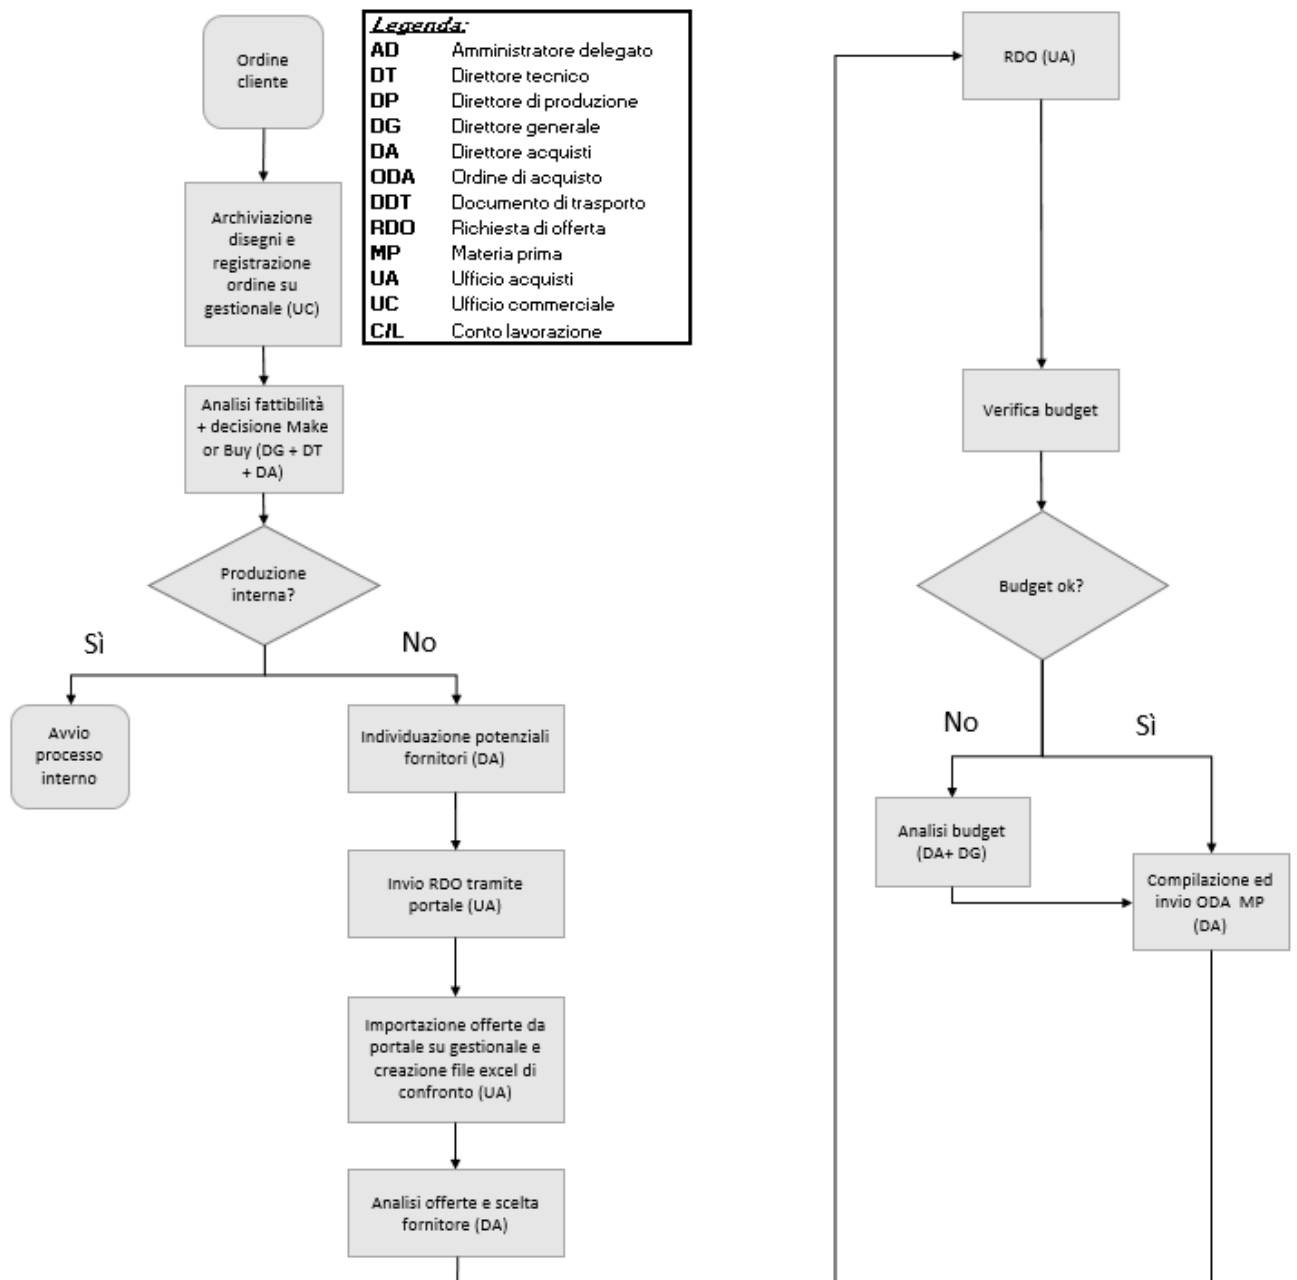 Ordine
cliente
Archiviazione
disegni e
registrazione
ordine su
gestionale (UC)
Analisi fattibilità
+ decisione Make
or Buy (DG + DT
+ DA)
Produzione
interna?
Sì
No
Avvio
processo
interno
Individuazione potenziali
fornitori (DA)
Invio RDO tramite
portale (UA)
Importazione offerte da
portale su gestionale e
creazione file excel di
confronto (UA)
Analisi offerte e scelta
fornitore (DA)
Legenda:
AD Amministratore delegato
DT Direttore tecnico
DP Direttore di produzione
DG Direttore generale
DA Direttore acquisti
ODA Ordine di acquisto
DDT Documento di trasporto
RDO Richiesta di offerta
MP Materia prima
UA Ufficio acquisti
UC Ufficio commerciale
C/L Conto lavorazione
RDO (UA)
Verifica budget
Budget ok?
No
Sì
Analisi budget
(DA+ DG)
Compilazione ed
invio ODA MP
(DA)